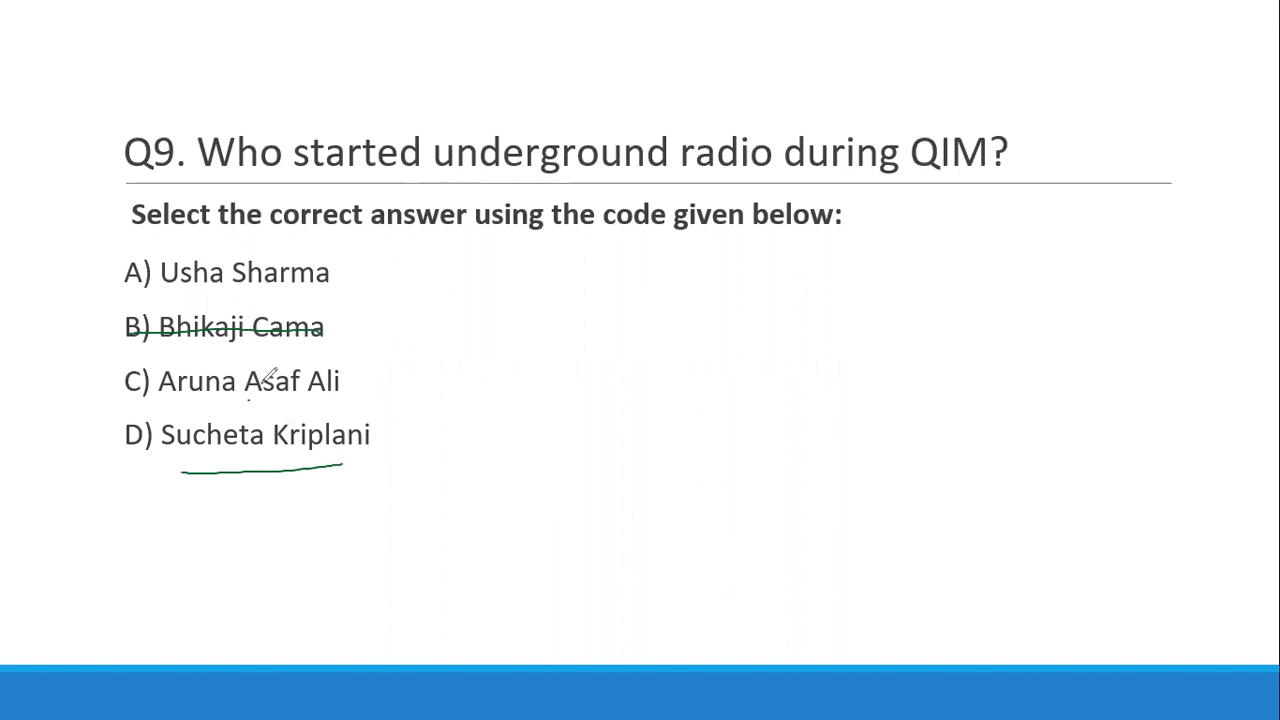 Q9. Who started underground radio during QIM?
Select the correct answer using the code given below:
A) Usha Sharma
B) Bhikaji Cama
C) Aruna Asaf Ali
D) Sucheta Kriplani